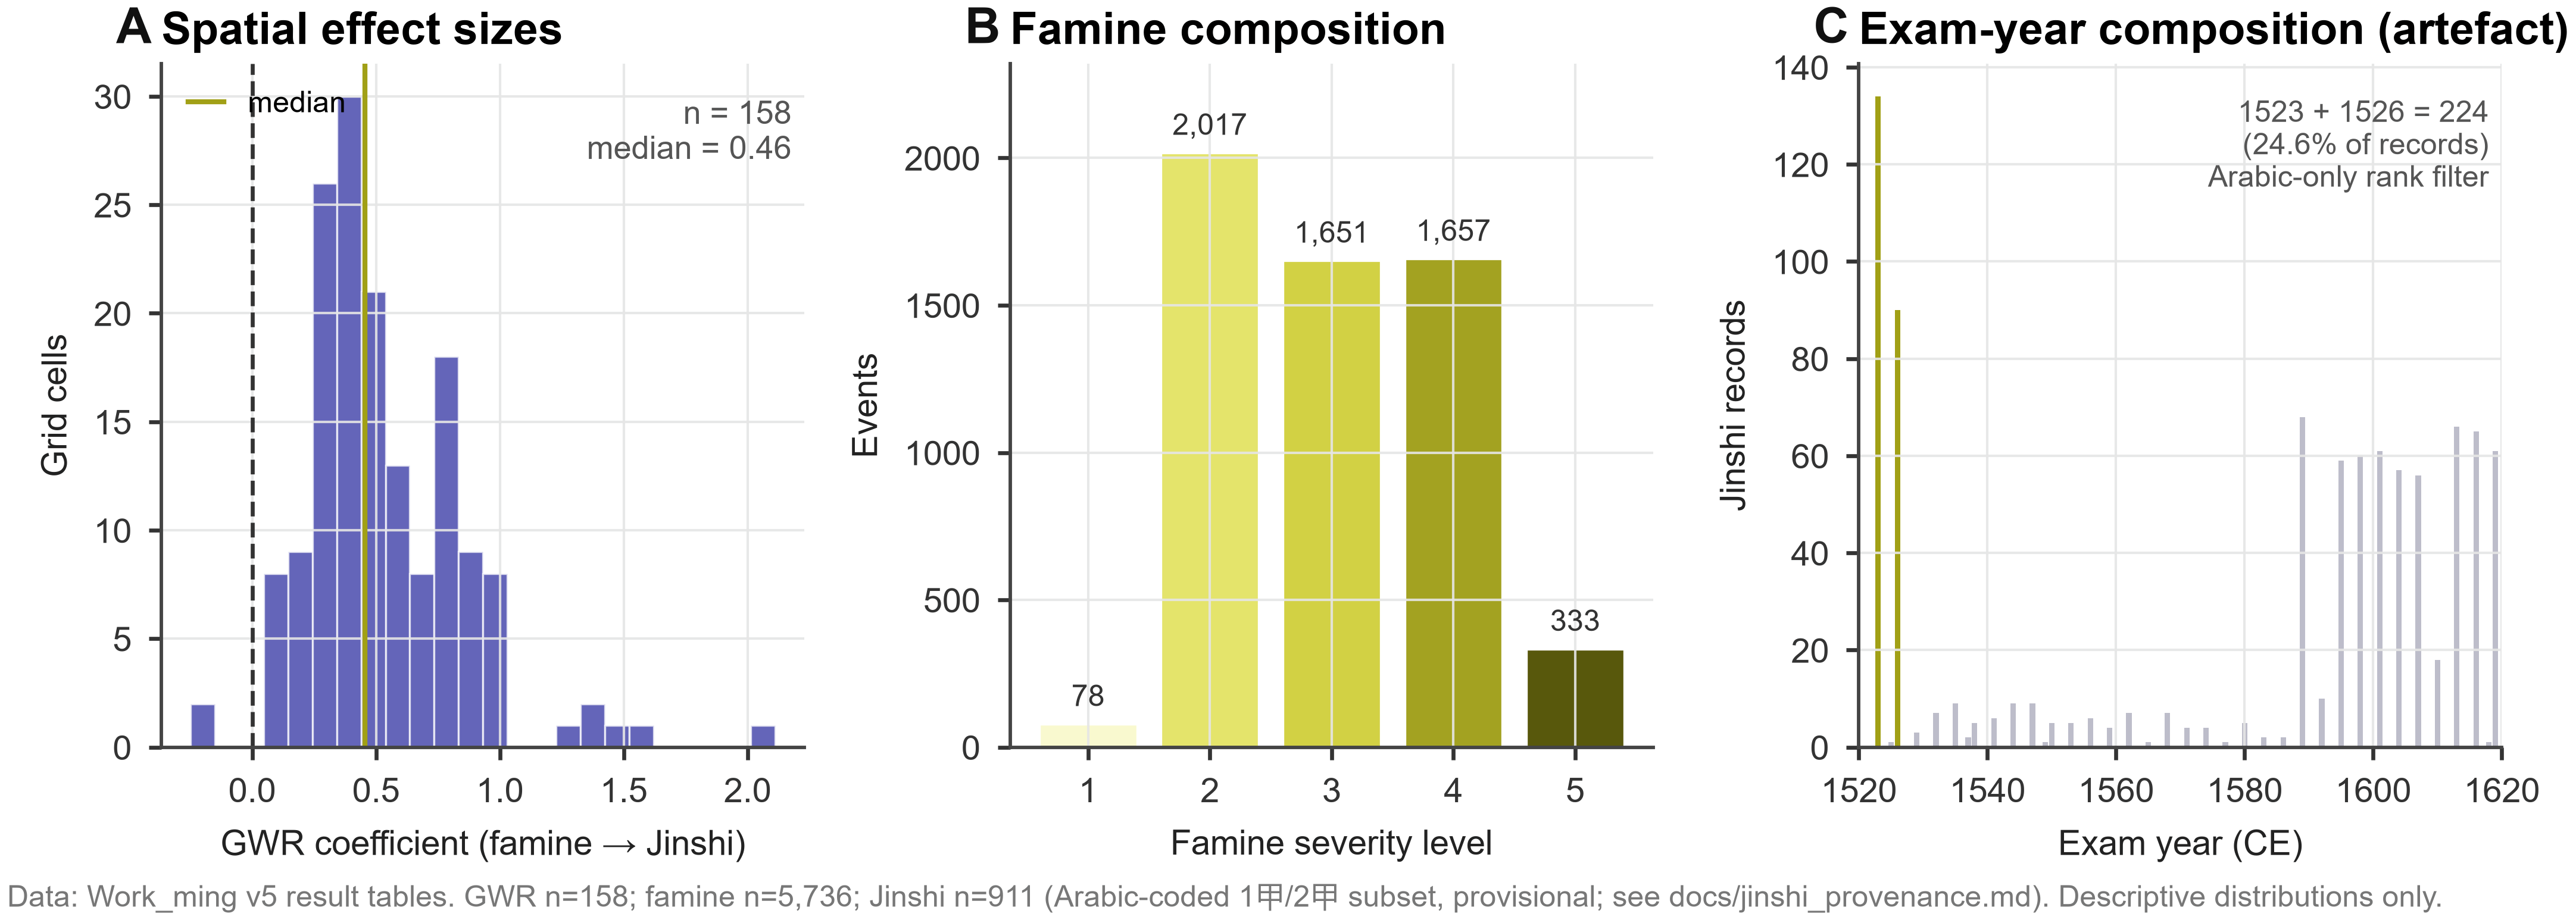 A Spatial effect sizes
30
25
20
15
10
5
0
Grid cells
median
n = 158
median = 0.46
0.0 0.5 1.0 1.5 2.0
GWR coefficient (famine → Jinshi)
B Famine composition
2000
1500
1000
500
0
Events
78
2,017
1,651
1,657
333
1 2 3 4 5
Famine severity level
C Exam-year composition (artefact)
140
120
100
80
60
40
20
0
Jinshi records
1523 + 1526 = 224
(24.6% of records)
Arabic-only rank filter
1520 1540 1560 1580 1600 1620
Exam year (CE)
Data: Work_ming v5 result tables. GWR n=158; famine n=5,736; Jinshi n=911 (Arabic-coded 1甲/2甲 subset, provisional; see docs/jinshi_provenance.md). Descriptive distributions only.